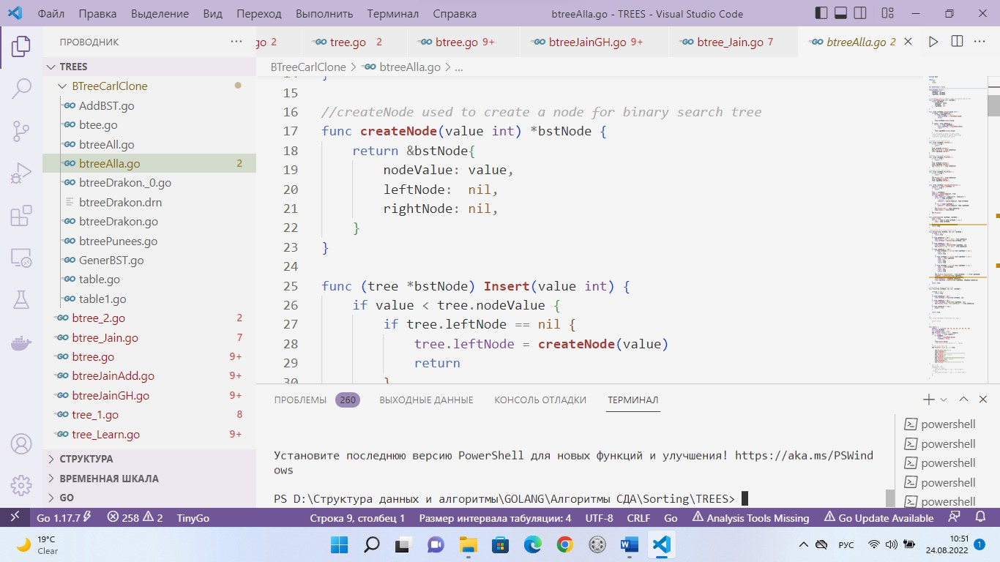 Файл Правка Выделение Вид Переход Выполнить Терминал Справка btreeAlla.go - TREES - Visual Studio Code
ПРОВОДНИК
go 2 tree.go 2 btree.go 9+ btreeJainGH.go 9+ btree_Jain.go 7 btreeAlla.go 2
TREES
BTreeCarlClone > btreeAlla.go > ...
BTreeCarlClone
AddBST.go
btee.go
btreeAll.go
btreeAlla.go 2
btreeDrakon._0.go
btreeDrakon.drn
btreeDrakon.go
btreePunees.go
GenerBST.go
table.go
table1.go
btree_2.go 2
btree_Jain.go 7
btree.go 9+
btreeJainAdd.go 9+
btreeJainGH.go 9+
tree_1.go 8
tree_Learn.go 9+
СТРУКТУРА
ВРЕМЕННАЯ ШКАЛА
GO
14 }
15
16 //createNode used to create a node for binary search tree
17 func createNode(value int) *bstNode {
18 return &bstNode{
19 nodeValue: value,
20 leftNode: nil,
21 rightNode: nil,
22 }
23 }
24
25 func (tree *bstNode) Insert(value int) {
26 if value < tree.nodeValue {
27 if tree.leftNode == nil {
28 tree.leftNode = createNode(value)
29 return
30 }
ПРОБЛЕМЫ 260 ВЫХОДНЫЕ ДАННЫЕ КОНСОЛЬ ОТЛАДКИ ТЕРМИНАЛ
Установите последнюю версию PowerShell для новых функций и улучшения! https://aka.ms/PSWind
ows
PS D:\Структура данных и алгоритмы\GOLANG\Алгоритмы СДА\Sorting\TREES>
powershell
powershell
powershell
powershell
powershell
Go 1.17.7 258 2 TinyGo Строка 9, столбец 1 Размер интервала табуляции: 4 UTF-8 CRLF Go Analysis Tools Missing Go Update Available
19°C
Clear
РУС
10:51
24.08.2022
1